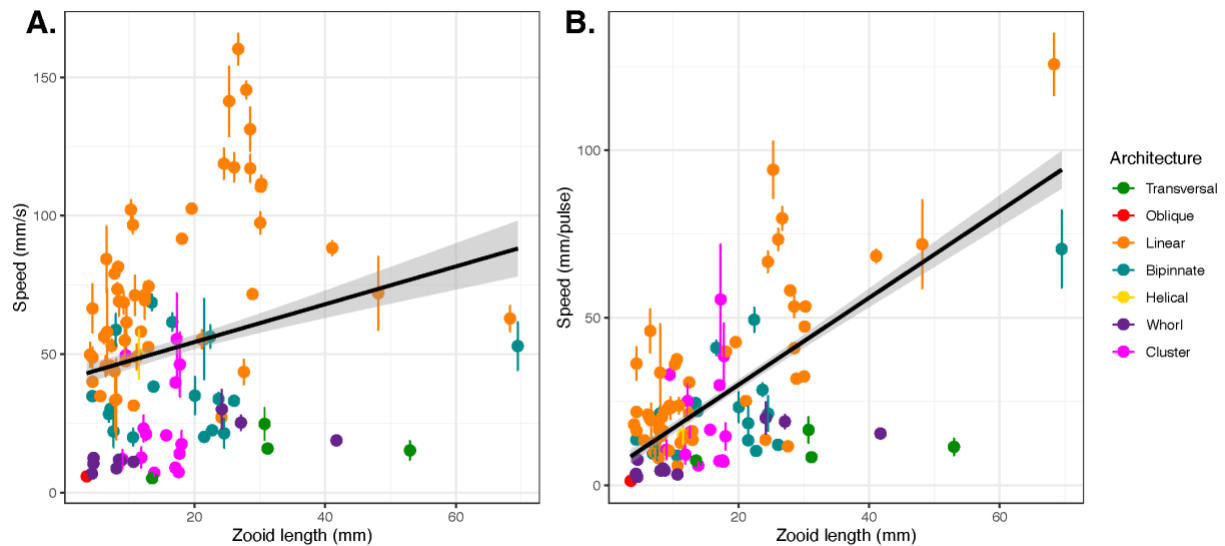 A.
B.
Speed (mm/s)
150
100
50
0
20
40
60
Zooid length (mm)
Speed (mm/pulse)
100
50
0
20
40
60
Zooid length (mm)
Architecture
Transversal
Oblique
Linear
Bipinnate
Helical
Whorl
Cluster